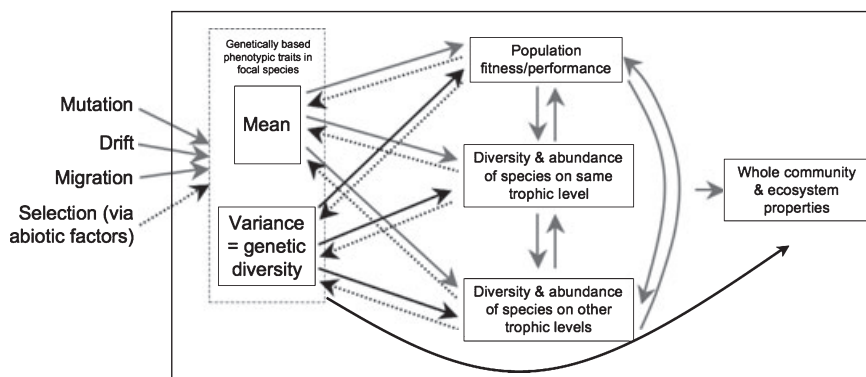 Genetically based
phenotypic traits in
focal species
Mutation
Drift
Migration
Selection (via
abiotic factors)
Mean
Variance
= genetic
diversity
Population
fitness/performance
Diversity & abundance
of species on same
trophic level
Diversity & abundance
of species on other
trophic levels
Whole community
& ecosystem
properties